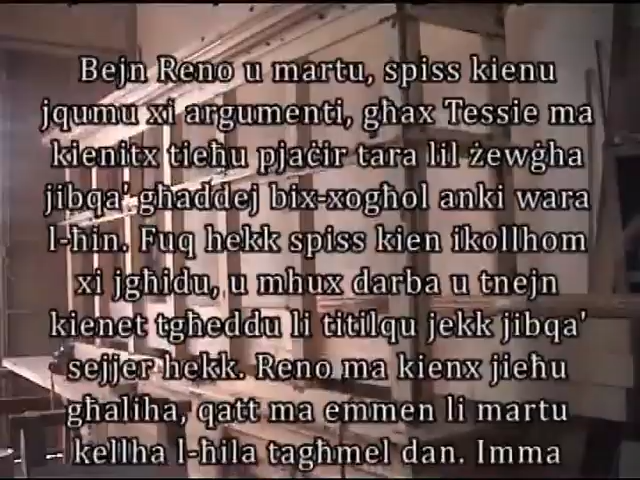 Bejn Reno u martu, spiss kienu
jqumu xi argumenti, għax Tessie ma
kienitx tieħu pjaċir tara lil żewġha
jibqa' għaddej bix-xogħol anki wara
l-ħin. Fuq hekk spiss kien ikollhom
xi jgħidu, u mhux darba u tnejn
kienet tgħeddu li titilqu jekk jibqa'
sejjer hekk. Reno ma kienx jieħu
għaliha, qatt ma emmen li martu
kellha l-ħila tagħmel dan. Imma